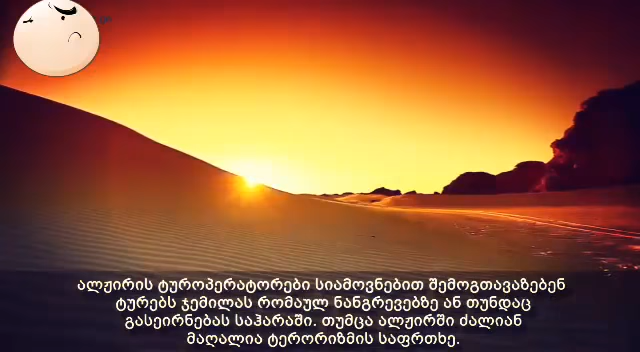 ალჟირის ტუროპერატორები სიამოვნებით შემოგთავაზებენ
ტურებს ჯემილას რომაულ ნანგრევებზე ან თუნდაც
გასეირნებას საჰარაში. თუმცა ალჟირში ძალიან
მაღალია ტერორიზმის საფრთხე.